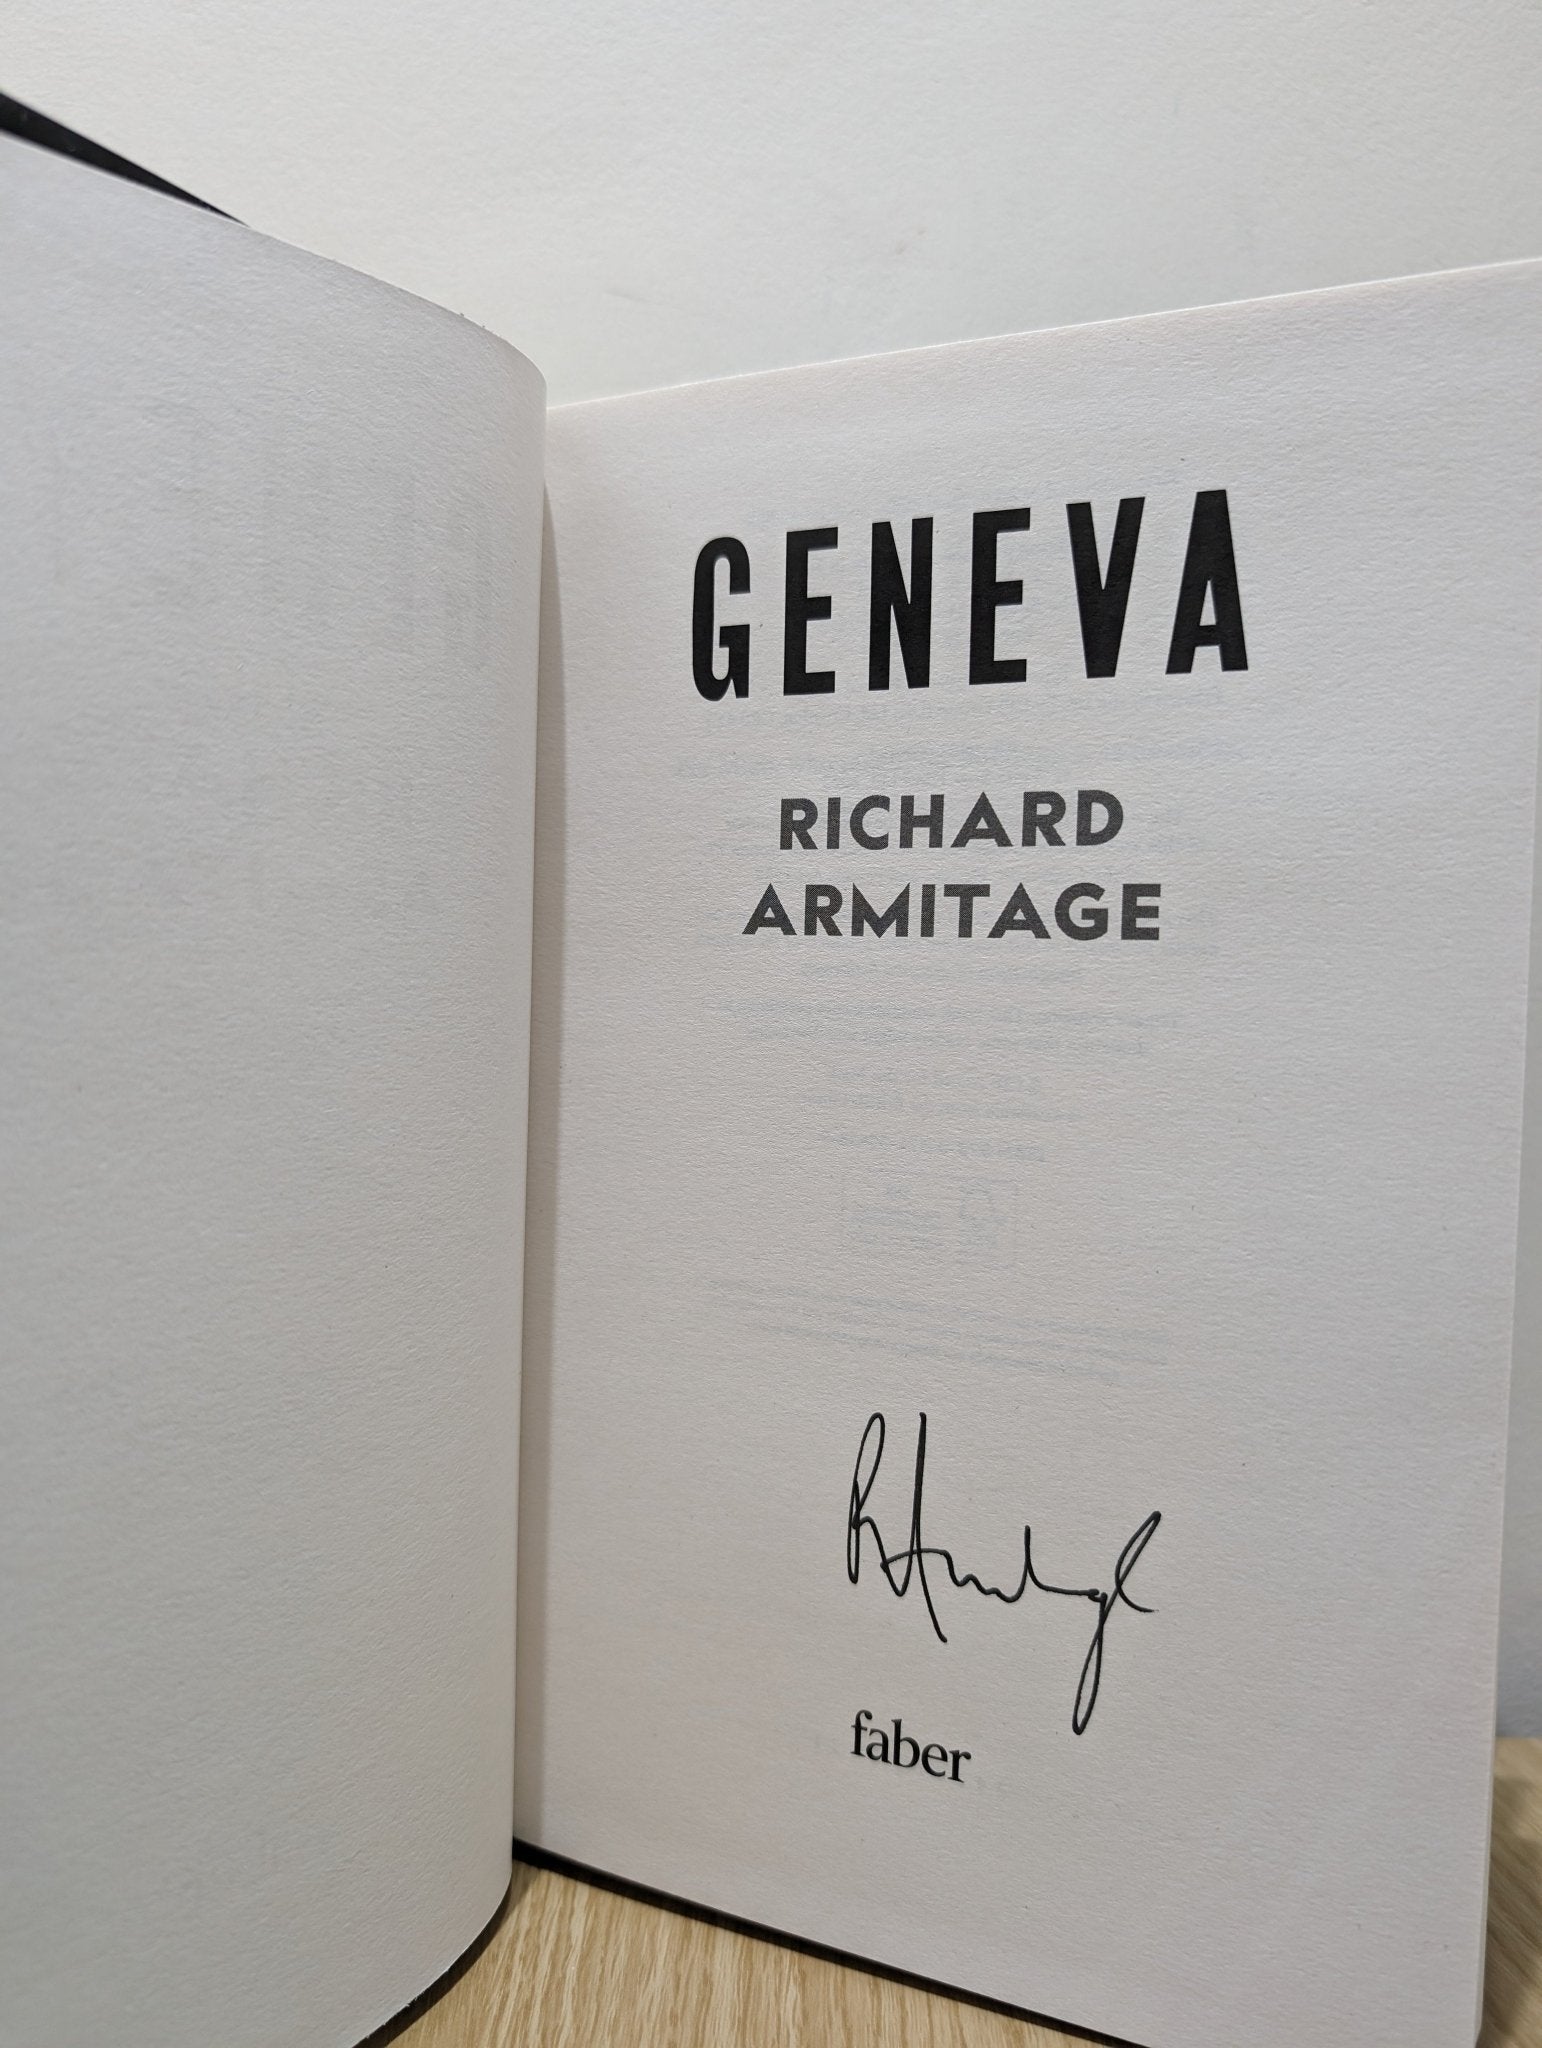 GENEVA
RICHARD
ARMITAGE
faber